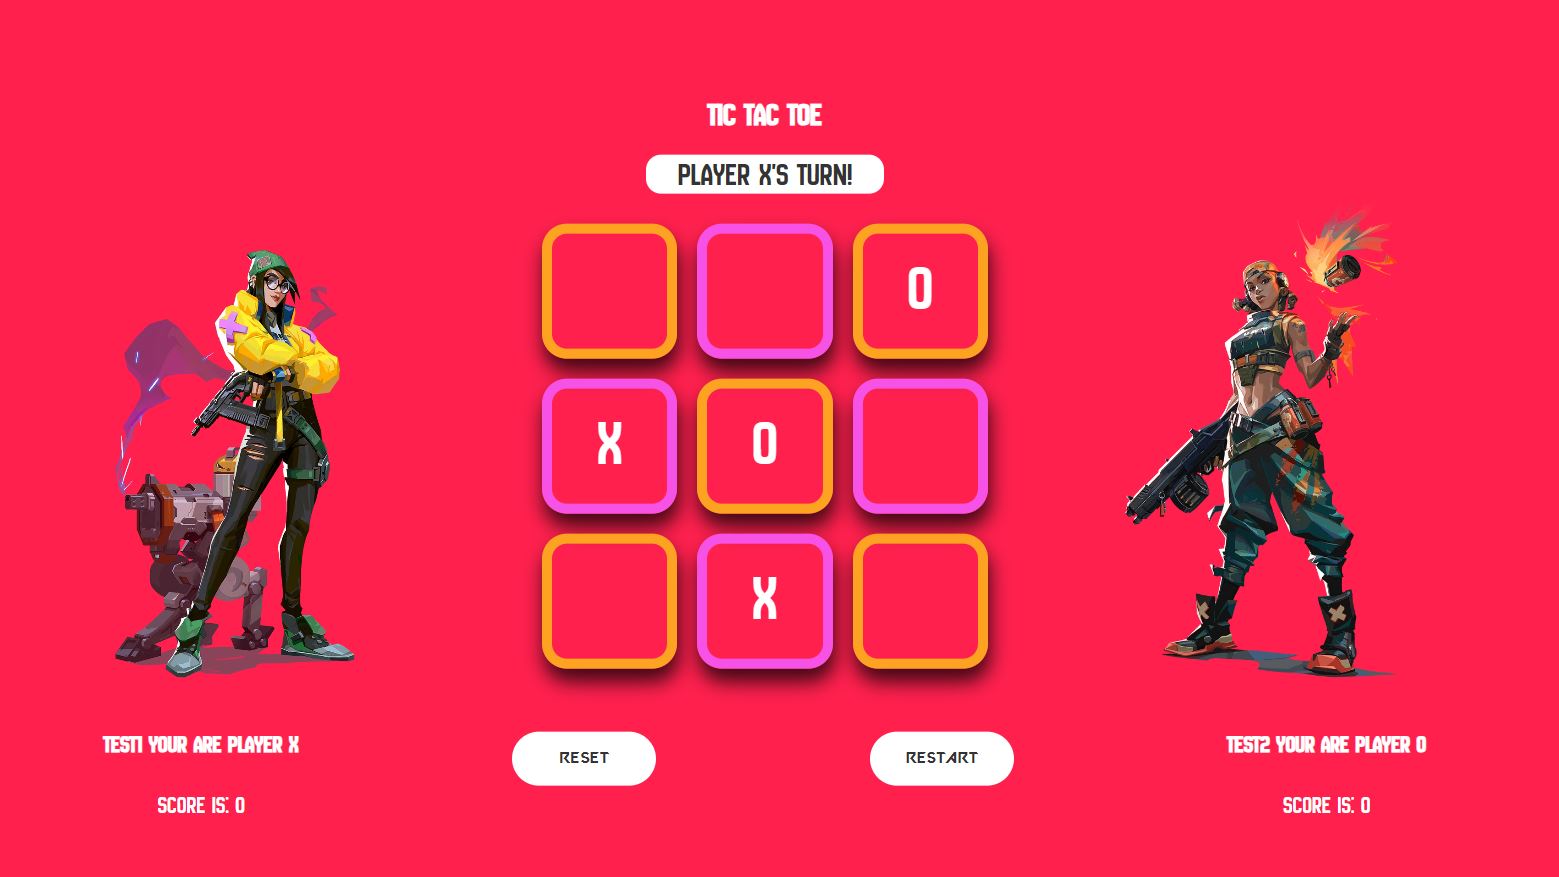 TIC TAC TOE
PLAYER X'S TURN!
O
X O
X
TEST1 YOUR ARE PLAYER X
SCORE IS: 0
RESET
RESTART
TEST2 YOUR ARE PLAYER O
SCORE IS: 0